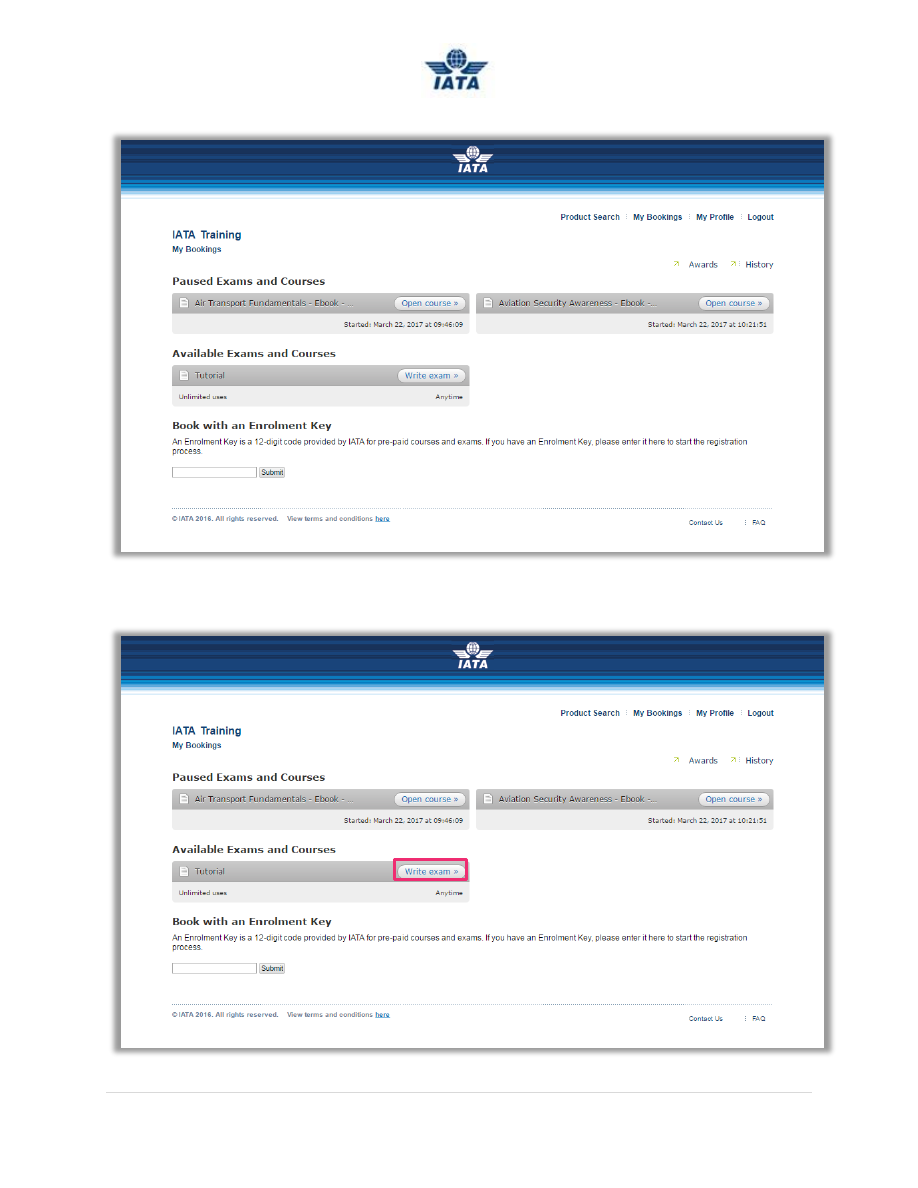 IATA
IATA
Product Search My Bookings My Profile Logout
IATA Training
My Bookings
Awards History
Paused Exams and Courses
Air Transport Fundamentals - Ebook - ... Open course » Aviation Security Awareness - Ebook -... Open course »
Started: March 22, 2017 at 09:46:09 Started: March 22, 2017 at 10:21:51
Available Exams and Courses
Tutorial Write exam »
Unlimited uses Anytime
Book with an Enrolment Key
An Enrolment Key is a 12-digit code provided by IATA for pre-paid courses and exams. If you have an Enrolment Key, please enter it here to start the registration
process.
Submit
© IATA 2016. All rights reserved. View terms and conditions here
Contact Us FAQ
IATA
Product Search My Bookings My Profile Logout
IATA Training
My Bookings
Awards History
Paused Exams and Courses
Air Transport Fundamentals - Ebook - ... Open course » Aviation Security Awareness - Ebook -... Open course »
Started: March 22, 2017 at 09:46:09 Started: March 22, 2017 at 10:21:51
Available Exams and Courses
Tutorial Write exam »
Unlimited uses Anytime
Book with an Enrolment Key
An Enrolment Key is a 12-digit code provided by IATA for pre-paid courses and exams. If you have an Enrolment Key, please enter it here to start the registration
process.
Submit
© IATA 2016. All rights reserved. View terms and conditions here
Contact Us FAQ